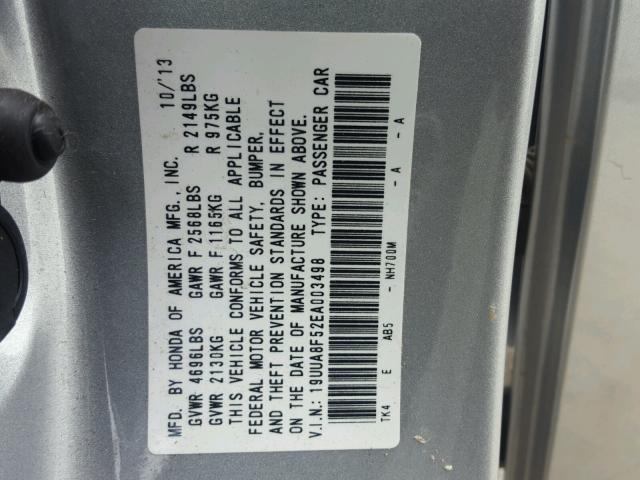 MFD. BY HONDA OF AMERICA MFG., INC. 10/'13
GVWR 4696LBS GAWR F 2568LBS R 2149LBS
GVWR 2130KG GAWR F 1165KG R 975KG
THIS VEHICLE CONFORMS TO ALL APPLICABLE
FEDERAL MOTOR VEHICLE SAFETY, BUMPER,
AND THEFT PREVENTION STANDARDS IN EFFECT
ON THE DATE OF MANUFACTURE SHOWN ABOVE.
V.I.N.: 19UUA8F52EA003498 TYPE: PASSENGER CAR
TK4 E AB5 - NH700M - A - A